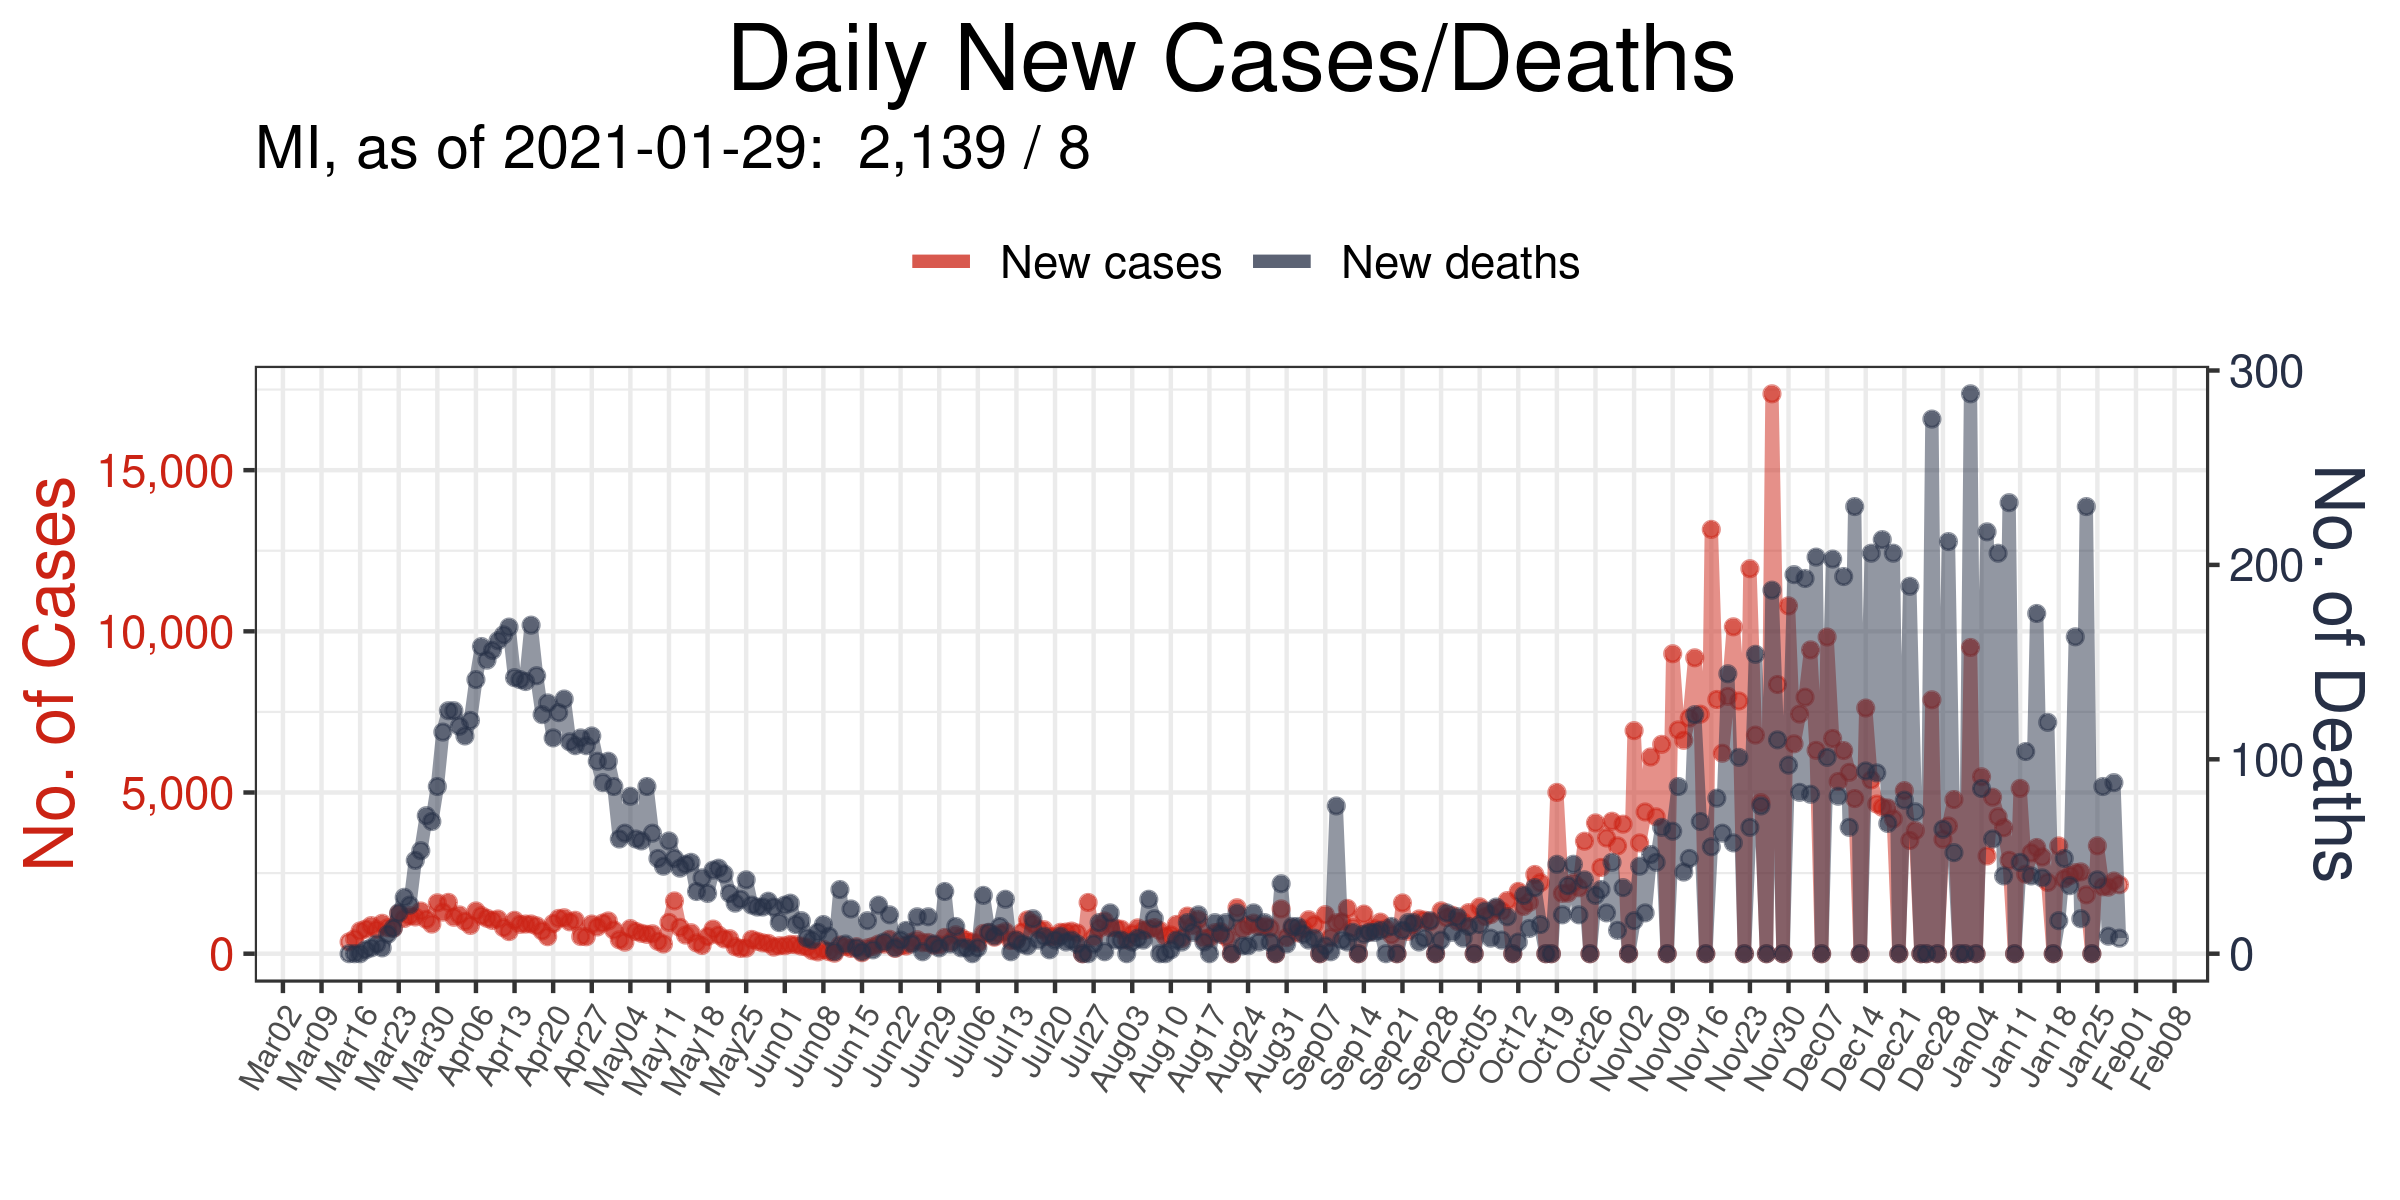 Daily New Cases/Deaths
MI, as of 2021-01-29: 2,139 / 8
New cases
New deaths
No. of Cases
15,000
10,000
5,000
0
300
200
100
0
No. of Deaths
Mar02
Mar09
Mar16
Mar23
Mar30
Apr06
Apr13
Apr20
Apr27
May04
May11
May18
May25
Jun01
Jun08
Jun15
Jun22
Jun29
Jul06
Jul13
Jul20
Jul27
Aug03
Aug10
Aug17
Aug24
Aug31
Sep07
Sep14
Sep21
Sep28
Oct05
Oct12
Oct19
Oct26
Nov02
Nov09
Nov16
Nov23
Nov30
Dec07
Dec14
Dec21
Dec28
Jan04
Jan11
Jan18
Jan25
Feb01
Feb08